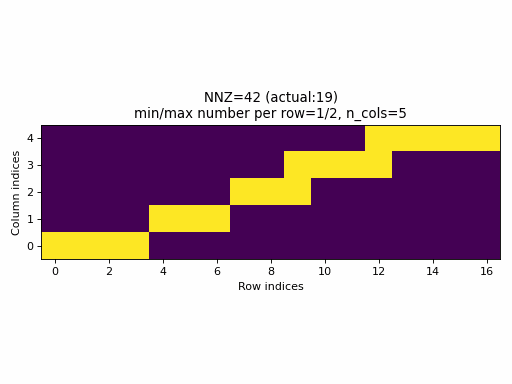 NNZ=42 (actual:19)
min/max number per row=1/2, n_cols=5
Column indices
4
3
2
1
0
0 2 4 6 8 10 12 14 16
Row indices